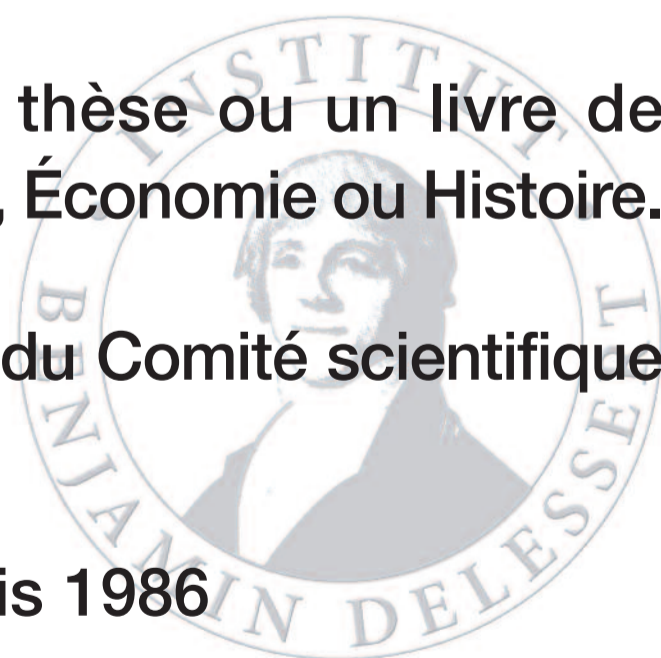 INSTITUT
thèse ou un livre de
, Économie ou Histoire.
du Comité scientifique
is 1986
BENJAMIN DELESSERT